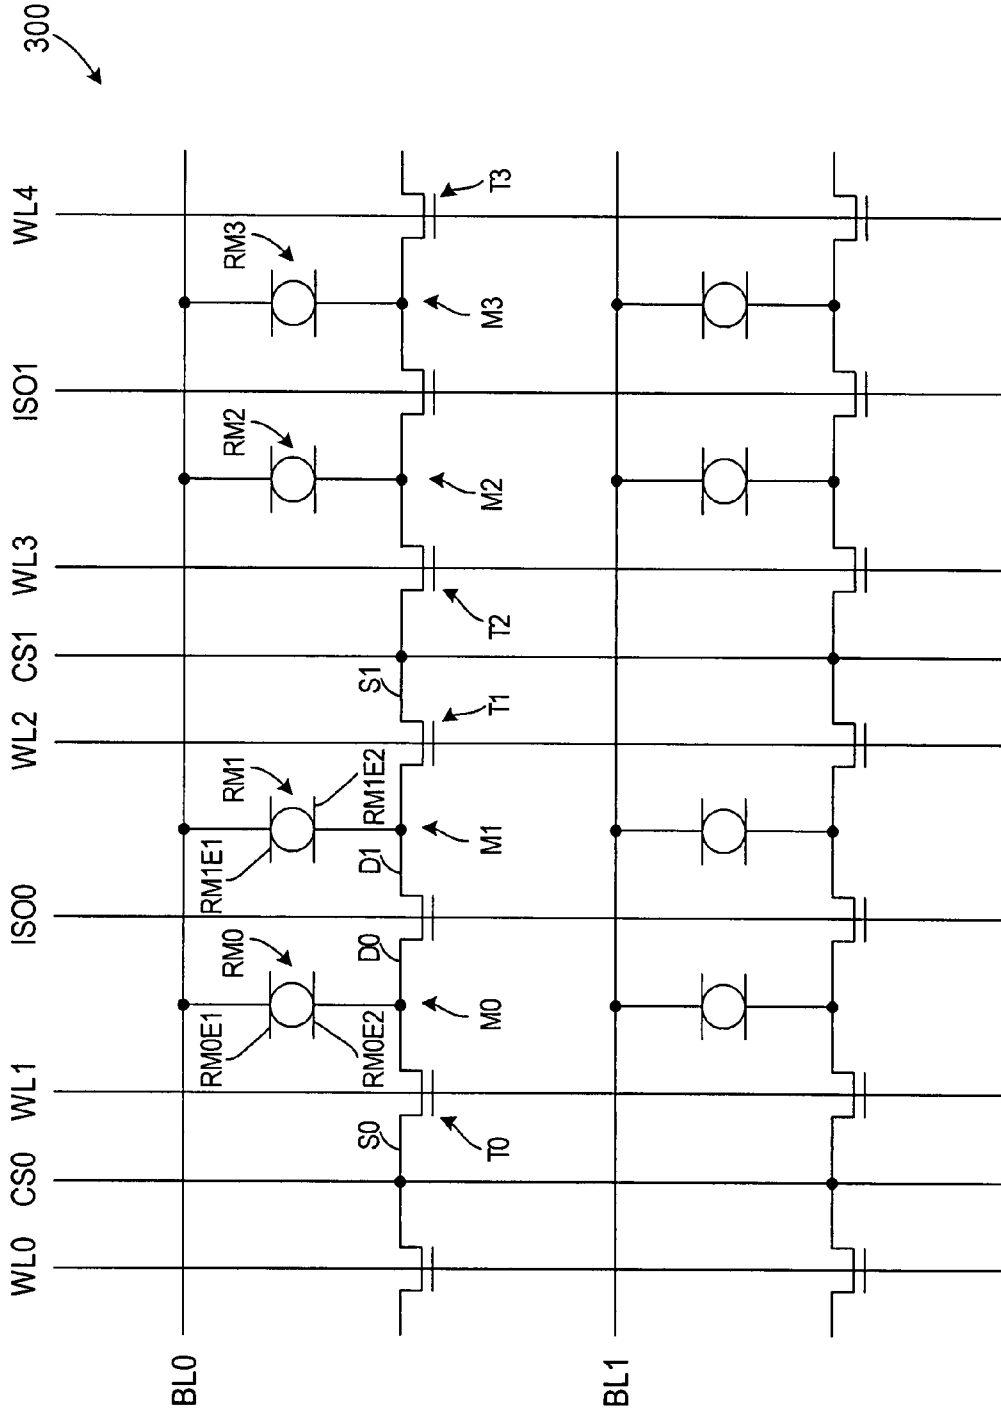 300
WL0 CS0 WL1 ISO0 WL2 CS1 WL3 ISO1 WL4
BL0
RM0E1 RM0 RM1E1 RM1 RM2 RM3
RM0E2 RM1E2
S0 D0 D1 S1
T0 M0 M1 T1 T2 M2 M3 T3
BL1